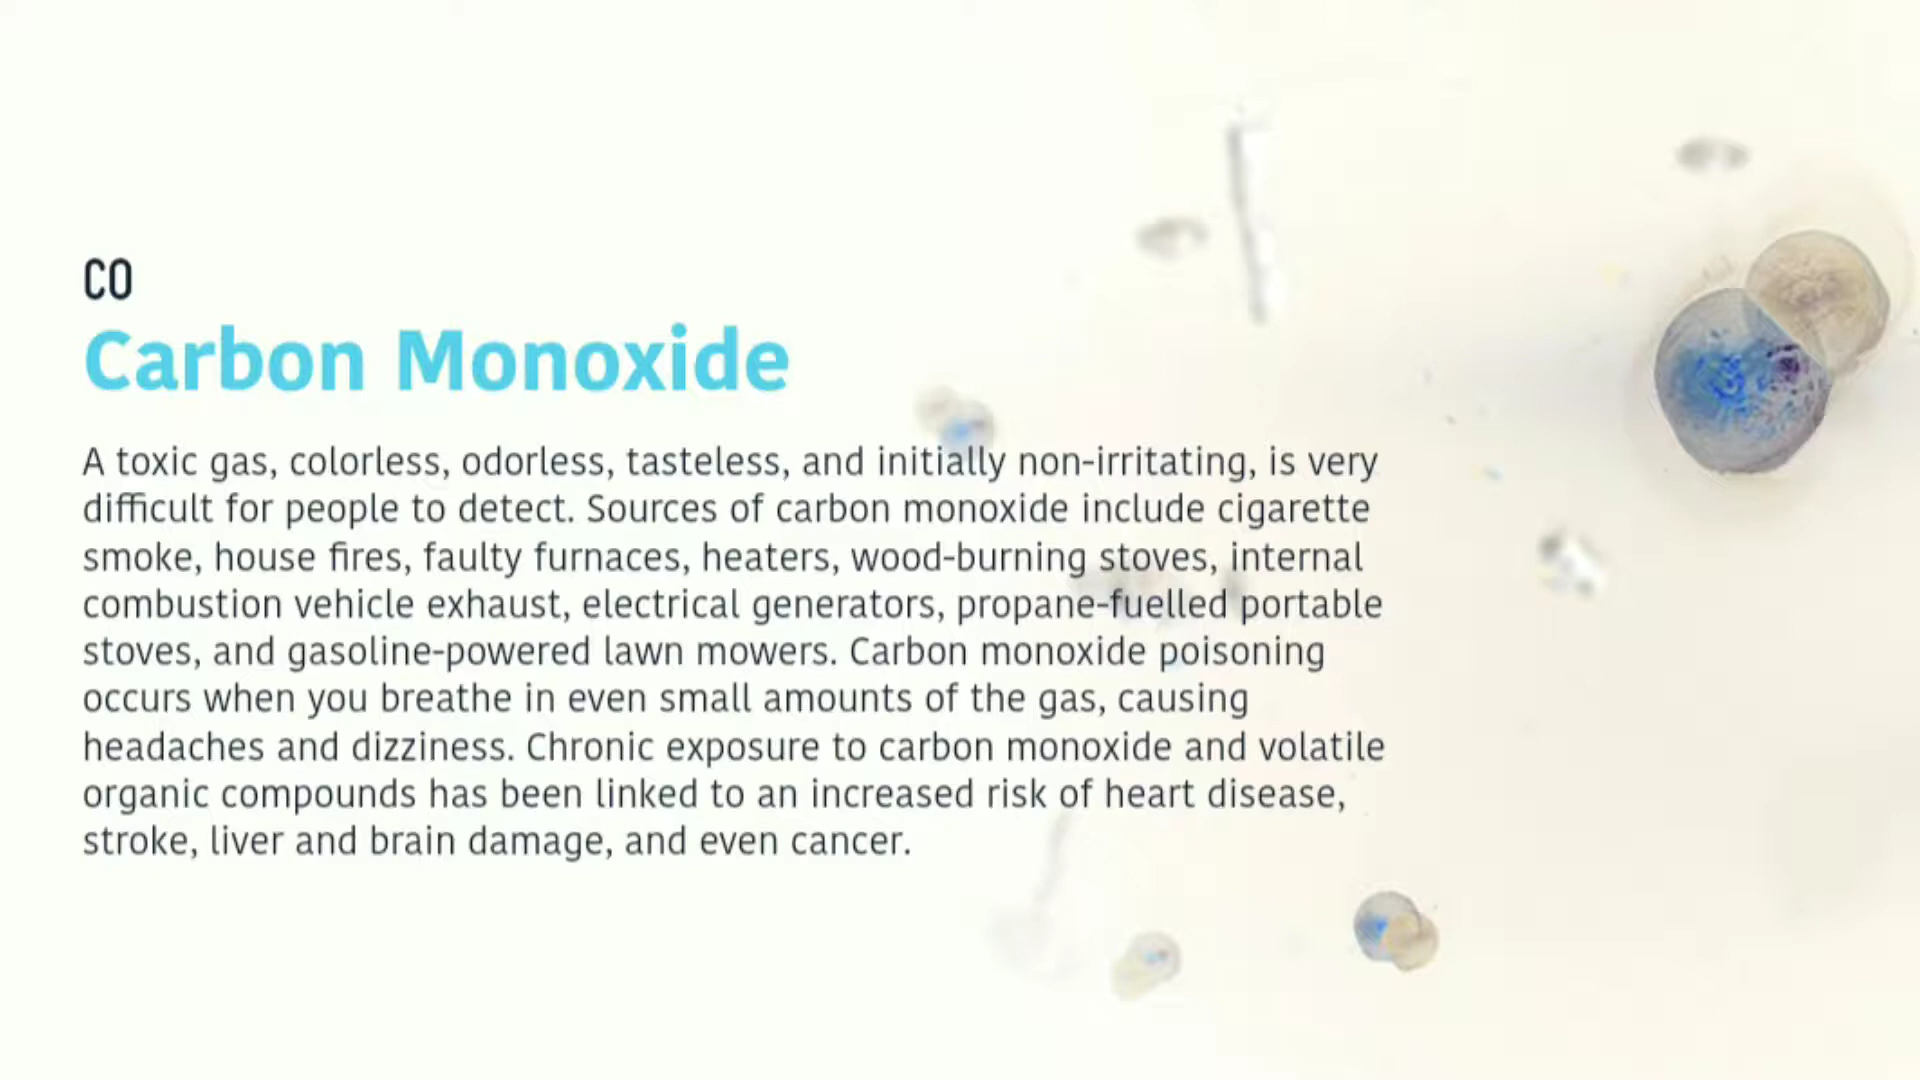 CO
Carbon Monoxide
A toxic gas, colorless, odorless, tasteless, and initially non-irritating, is very
difficult for people to detect. Sources of carbon monoxide include cigarette
smoke, house fires, faulty furnaces, heaters, wood-burning stoves, internal
combustion vehicle exhaust, electrical generators, propane-fuelled portable
stoves, and gasoline-powered lawn mowers. Carbon monoxide poisoning
occurs when you breathe in even small amounts of the gas, causing
headaches and dizziness. Chronic exposure to carbon monoxide and volatile
organic compounds has been linked to an increased risk of heart disease,
stroke, liver and brain damage, and even cancer.